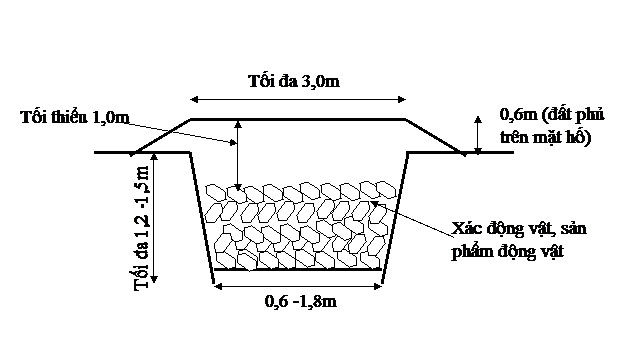 Tối đa 3,0m
Tối thiểu 1,0m
0,6m (đất phủ
trên mặt hố)
Tối đa 1,2 -1,5m
Xác động vật, sản
phẩm động vật
0,6 -1,8m